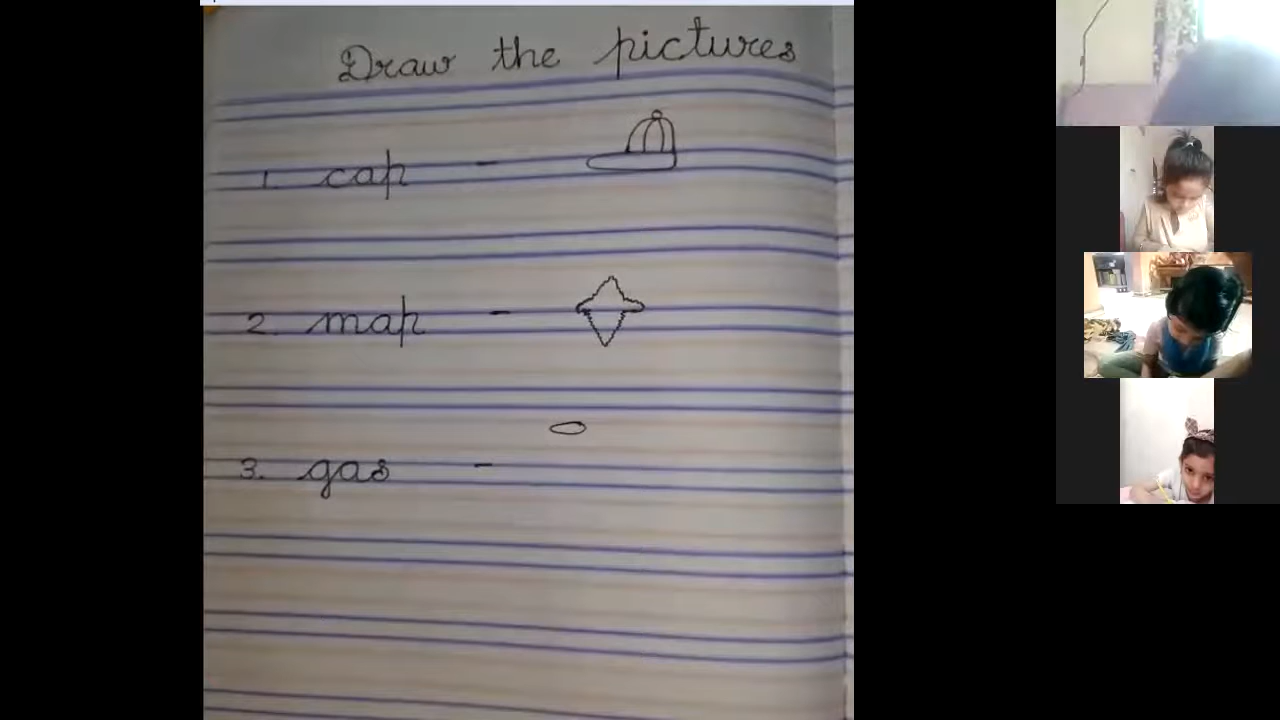 Draw the pictures
1. cap -
2. map -
3. gas -